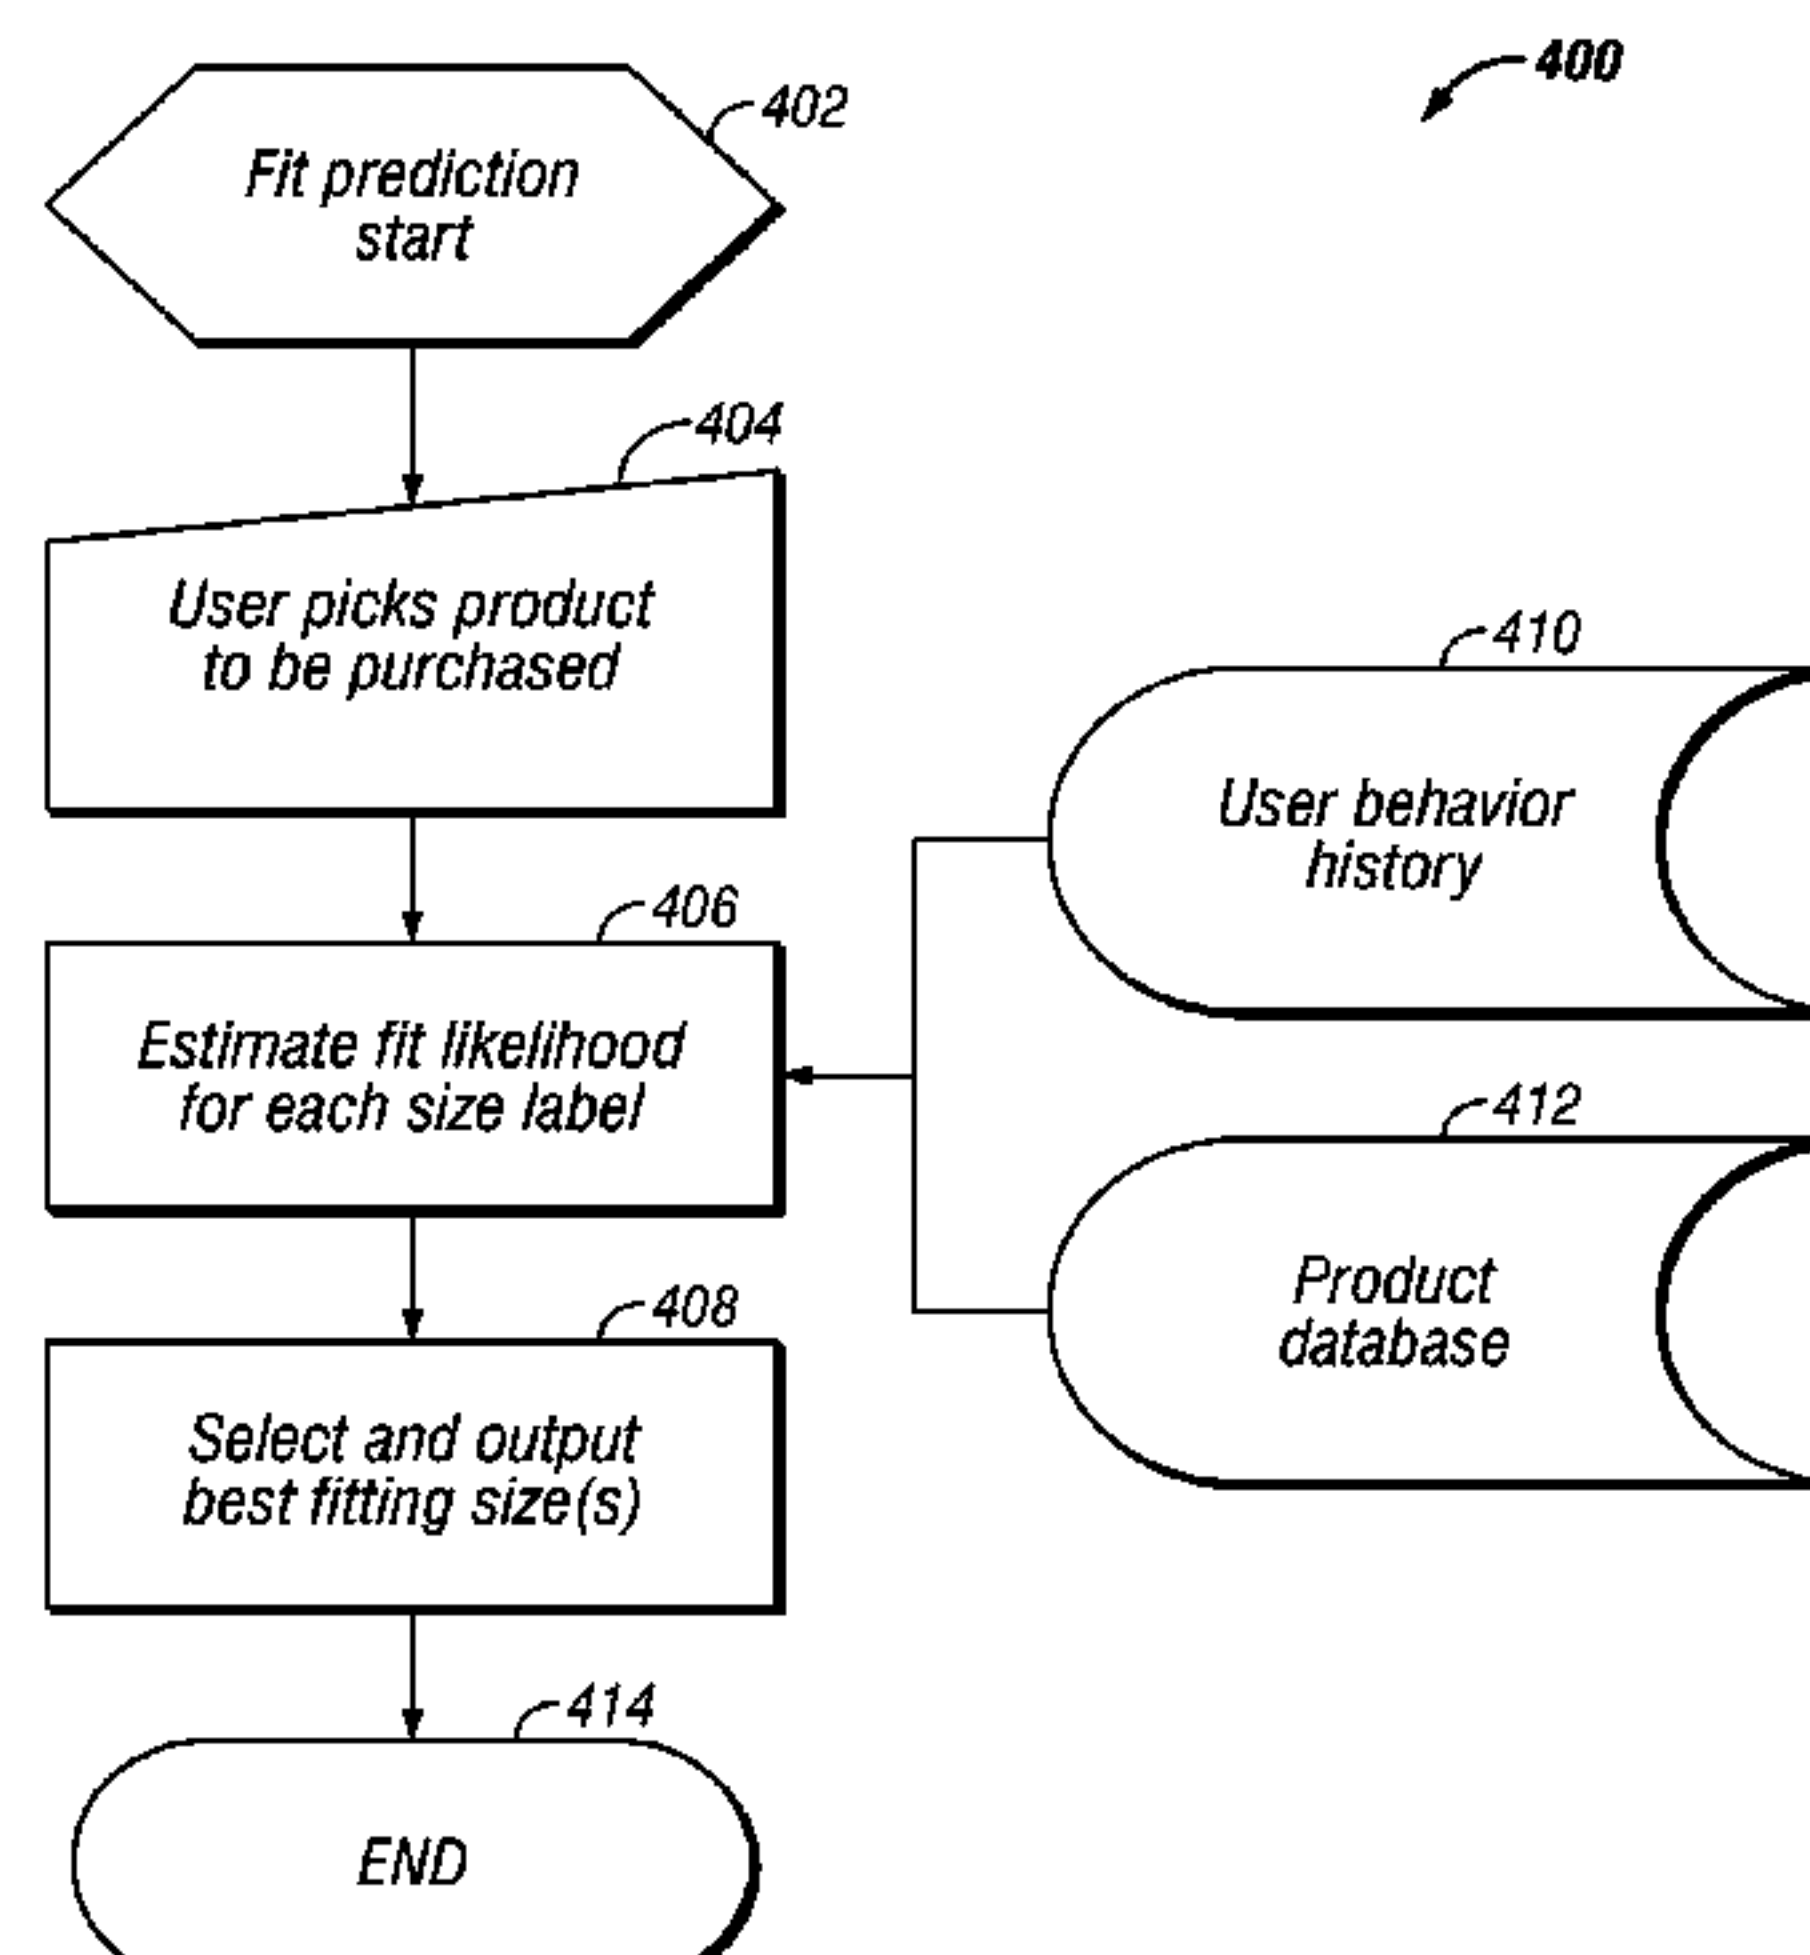 400
402
Fit prediction
start
404
User picks product
to be purchased
410
User behavior
history
406
Estimate fit likelihood
for each size label
412
Product
database
408
Select and output
best fitting size(s)
414
END